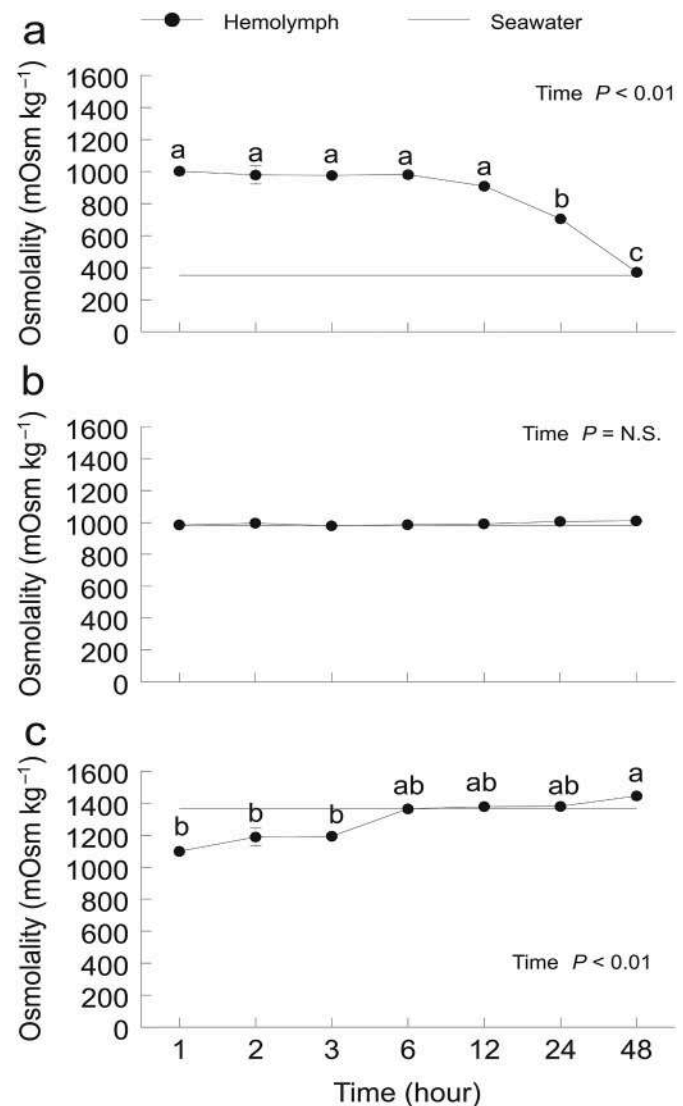 a
Hemolymph Seawater
Osmolality (mOsm kg⁻¹)
1600
1400
1200
1000
800
600
400
200
0
Time P < 0.01
a a a a a b c
b
Osmolality (mOsm kg⁻¹)
1600
1400
1200
1000
800
600
400
200
0
Time P = N.S.
c
Osmolality (mOsm kg⁻¹)
1600
1400
1200
1000
800
600
400
200
0
b b b ab ab ab a
Time P < 0.01
1 2 3 6 12 24 48
Time (hour)